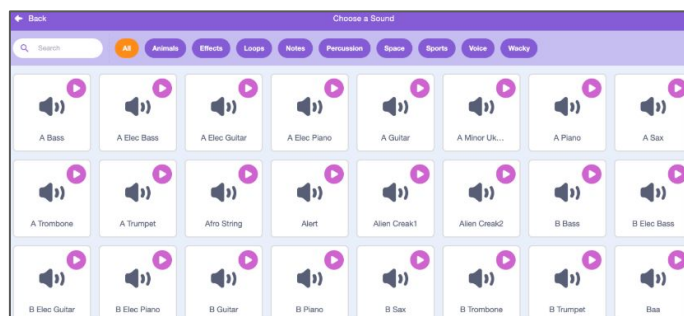 Back
Choose a Sound
Search
All Animals Effects Loops Notes Percussion Space Sports Voice Wacky
A Bass A Elec Bass A Elec Guitar A Elec Piano A Guitar A Minor Uk... A Piano A Sax
A Trombone A Trumpet Afro String Alert Alien Creak1 Alien Creak2 B Bass B Elec Bass
B Elec Guitar B Elec Piano B Guitar B Piano B Sax B Trombone B Trumpet Baa